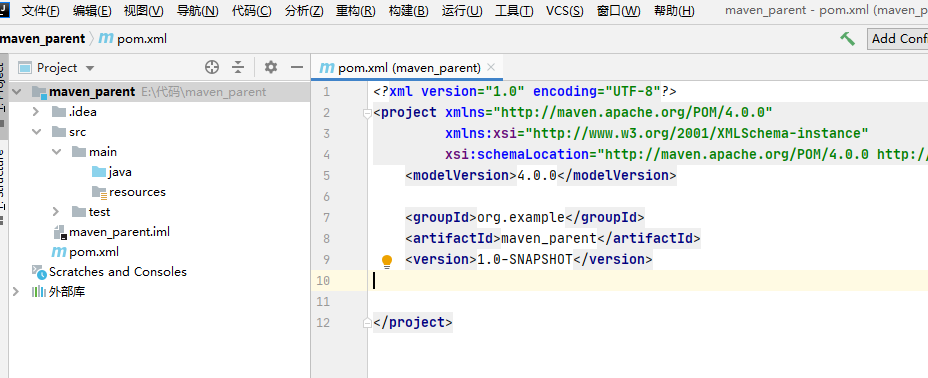 文件(F) 编辑(E) 视图(V) 导航(N) 代码(C) 分析(Z) 重构(R) 构建(B) 运行(U) 工具(T) VCS(S) 窗口(W) 帮助(H) maven_parent - pom.xml (maven_p
maven_parent pom.xml Add Conf
Project
pom.xml (maven_parent)
maven_parent E:\代码\maven_parent
.idea
src
main
java
resources
test
maven_parent.iml
pom.xml
Scratches and Consoles
外部库
1 <?xml version="1.0" encoding="UTF-8"?>
2 <project xmlns="http://maven.apache.org/POM/4.0.0"
3 xmlns:xsi="http://www.w3.org/2001/XMLSchema-instance"
4 xsi:schemaLocation="http://maven.apache.org/POM/4.0.0 http:/
5 <modelVersion>4.0.0</modelVersion>
6
7 <groupId>org.example</groupId>
8 <artifactId>maven_parent</artifactId>
9 <version>1.0-SNAPSHOT</version>
10
11
12 </project>